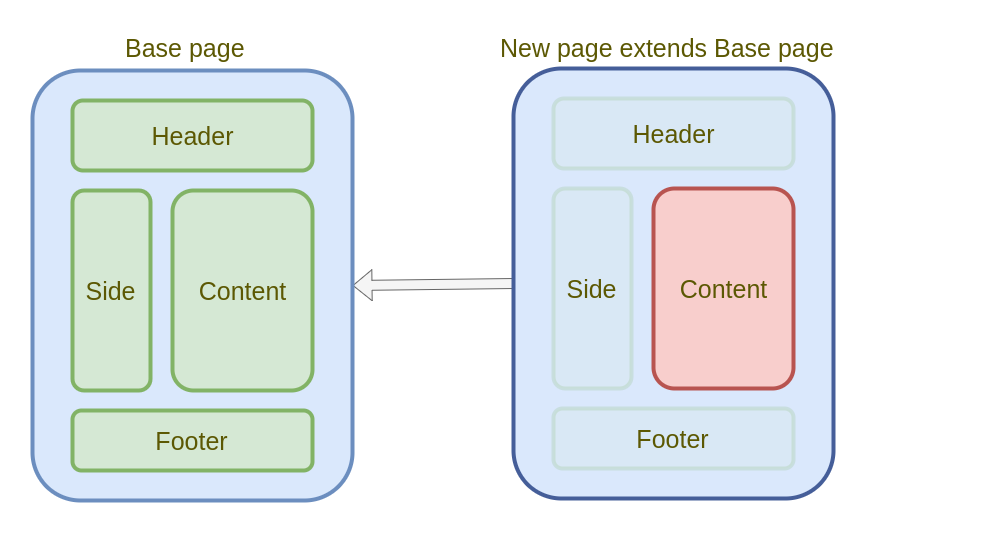 Base page
Header
Side
Content
Footer
New page extends Base page
Header
Side
Content
Footer